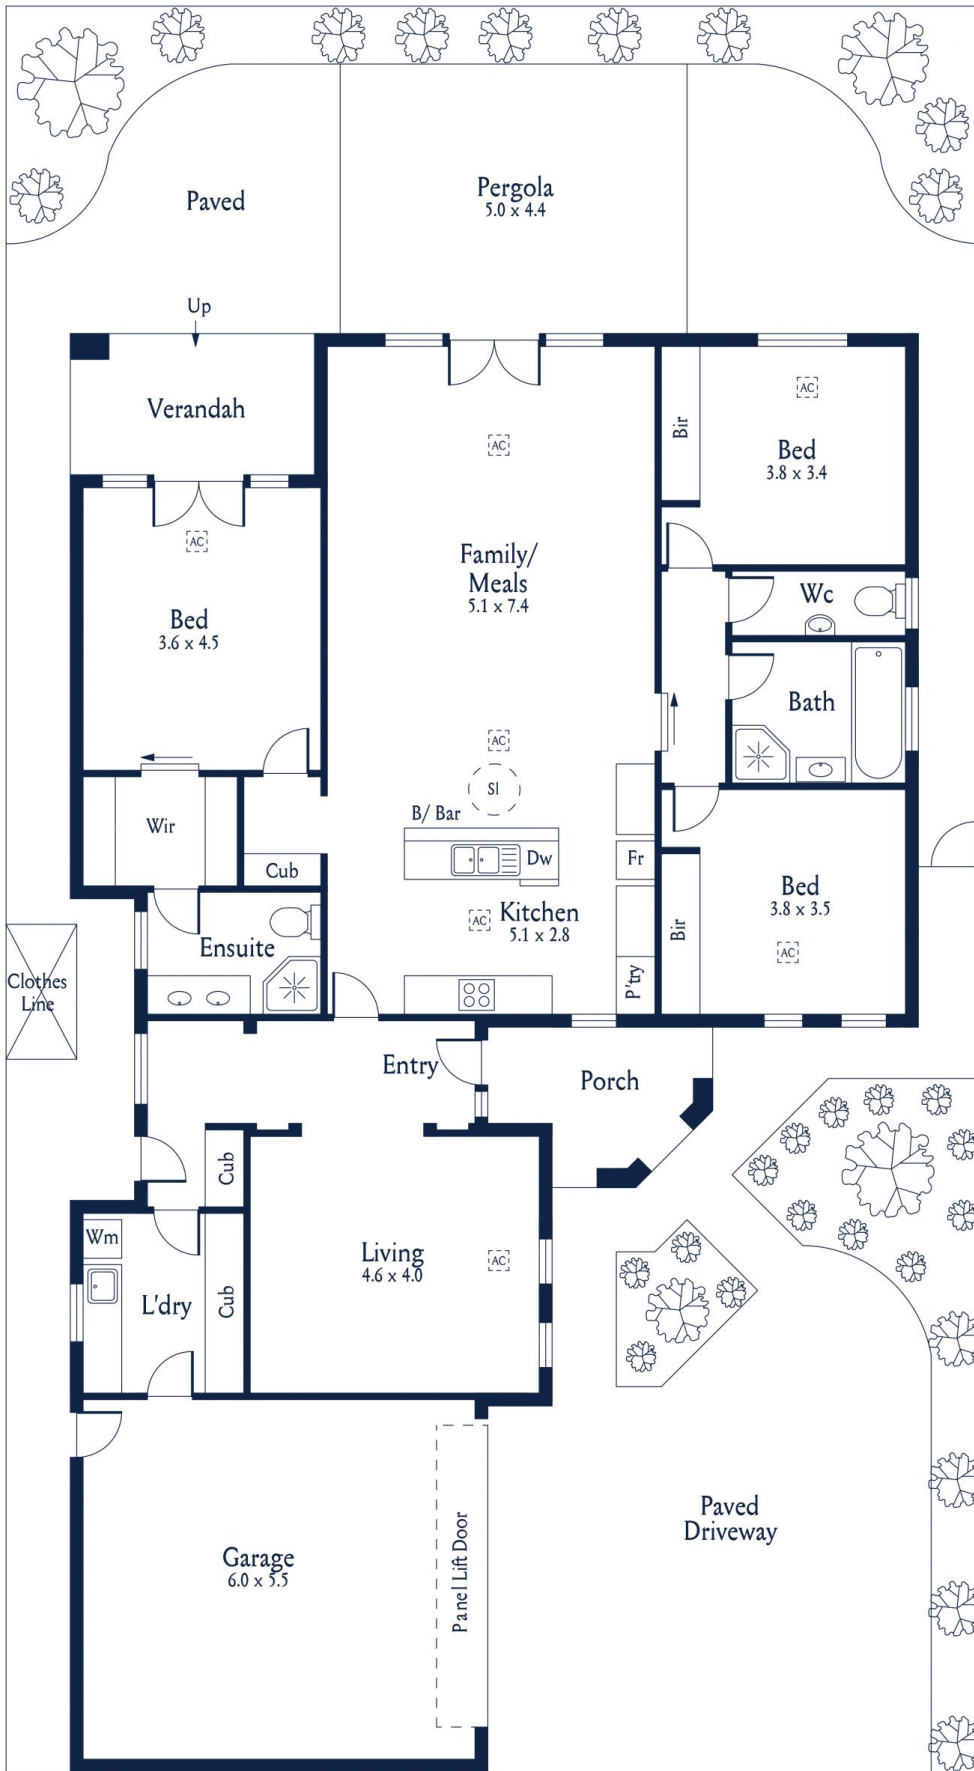 Paved
Pergola
5.0 x 4.4
Up
Verandah
AC
Bir
AC
Bed
3.8 x 3.4
AC
Family/
Meals
5.1 x 7.4
Bed
3.6 x 4.5
Wc
Bath
AC
Sl
B/ Bar
Wir
Cub
Dw
Fr
Bed
3.8 x 3.5
AC
Kitchen
5.1 x 2.8
Bir
AC
Ensuite
P'try
Clothes
Line
Entry
Porch
Cub
Wm
Living
4.6 x 4.0
AC
L'dry
Cub
Paved
Driveway
Garage
6.0 x 5.5
Panel Lift Door